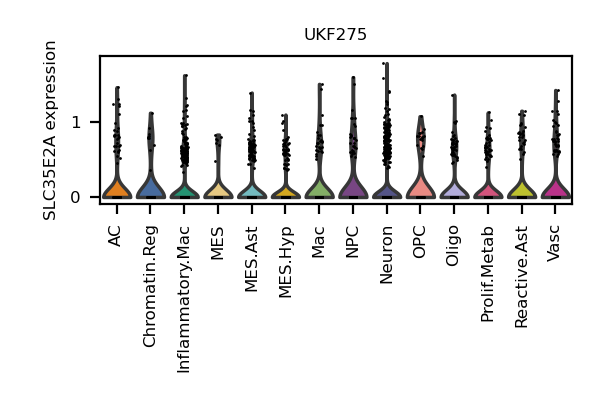 UKF275
SLC35E2A expression
1
0
AC
Chromatin.Reg
Inflammatory.Mac
MES
MES.Ast
MES.Hyp
Mac
NPC
Neuron
OPC
Oligo
Prolif.Metab
Reactive.Ast
Vasc